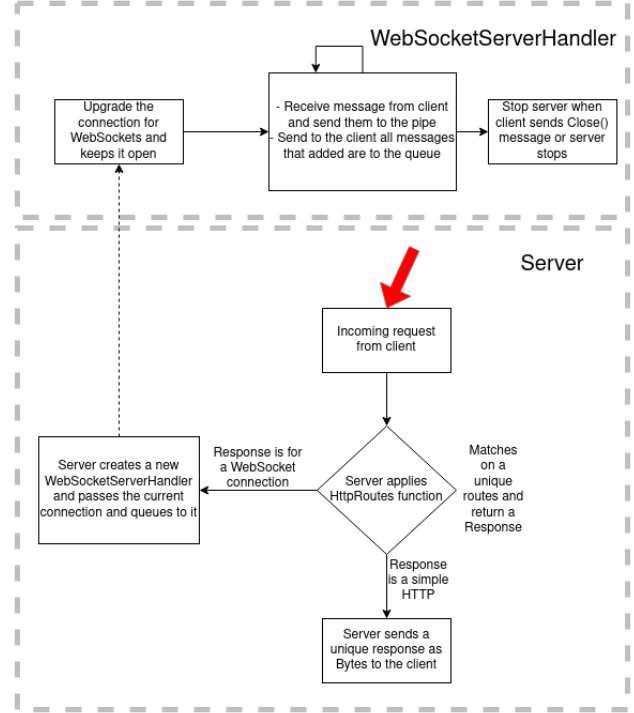 WebSocketServerHandler
Upgrade the
connection for
WebSockets and
keeps it open
- Receive message from client
and send them to the pipe
- Send to the client all messages
that added are to the queue
Stop server when
client sends Close()
message or server
stops
Server
Incoming request
from client
Server creates a new
WebSocketServerHandler
and passes the current
connection and queues to it
Response is for
a WebSocket
connection
Server applies
HttpRoutes function
Matches
on a
unique
routes and
return a
Response
Response
is a simple
HTTP
Server sends a
unique response as
Bytes to the client